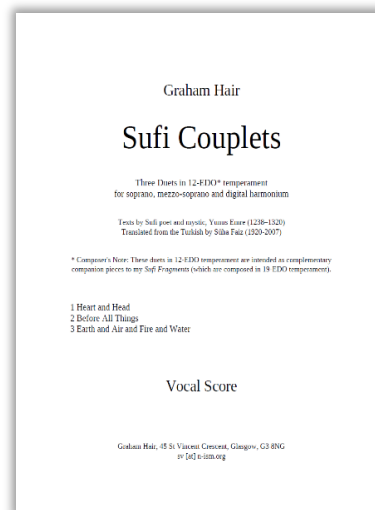 Graham Hair
Sufi Couplets
Three Duets in 12-EDO* temperament
for soprano, mezzo-soprano and digital harmonium
Texts by Sufi poet and mystic, Yunus Emre (1238–1320)
Translated from the Turkish by Süha Faiz (1920-2007)
* Composer's Note: These duets in 12-EDO temperament are intended as complementary
companion pieces to my Sufi Fragments (which are composed in 19 EDO temperament).
1 Heart and Head
2 Before All Things
3 Earth and Air and Fire and Water
Vocal Score
Graham Hair, 45 St Vincent Crescent, Glasgow, G3 8NG
sv [at] n-ism.org